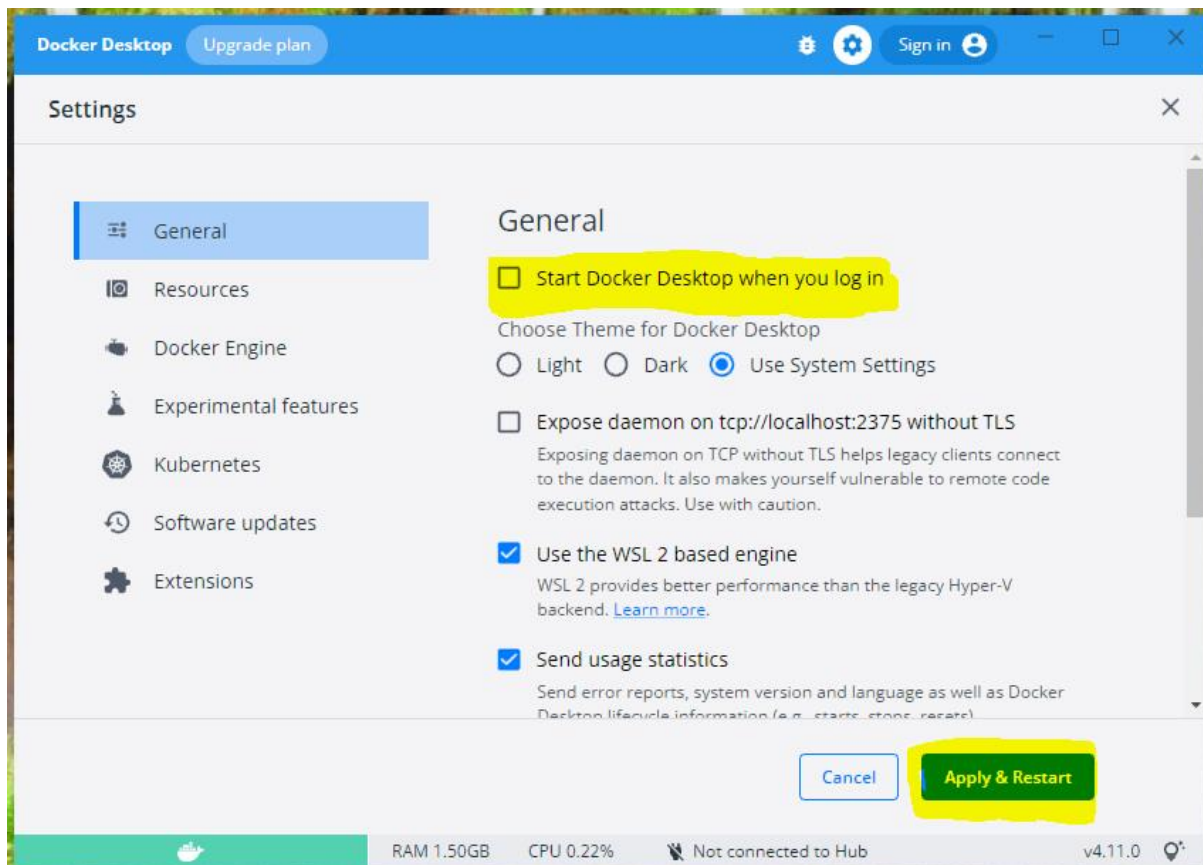 Docker Desktop Upgrade plan Sign in
Settings
General
Resources
Docker Engine
Experimental features
Kubernetes
Software updates
Extensions
General
Start Docker Desktop when you log in
Choose Theme for Docker Desktop
Light Dark Use System Settings
Expose daemon on tcp://localhost:2375 without TLS
Exposing daemon on TCP without TLS helps legacy clients connect
to the daemon. It also makes yourself vulnerable to remote code
execution attacks. Use with caution.
Use the WSL 2 based engine
WSL 2 provides better performance than the legacy Hyper-V
backend. Learn more.
Send usage statistics
Send error reports, system version and language as well as Docker
Desktop lifecycle information (e.g., starts, stops, resets)
Cancel Apply & Restart
RAM 1.50GB CPU 0.22% Not connected to Hub v4.11.0